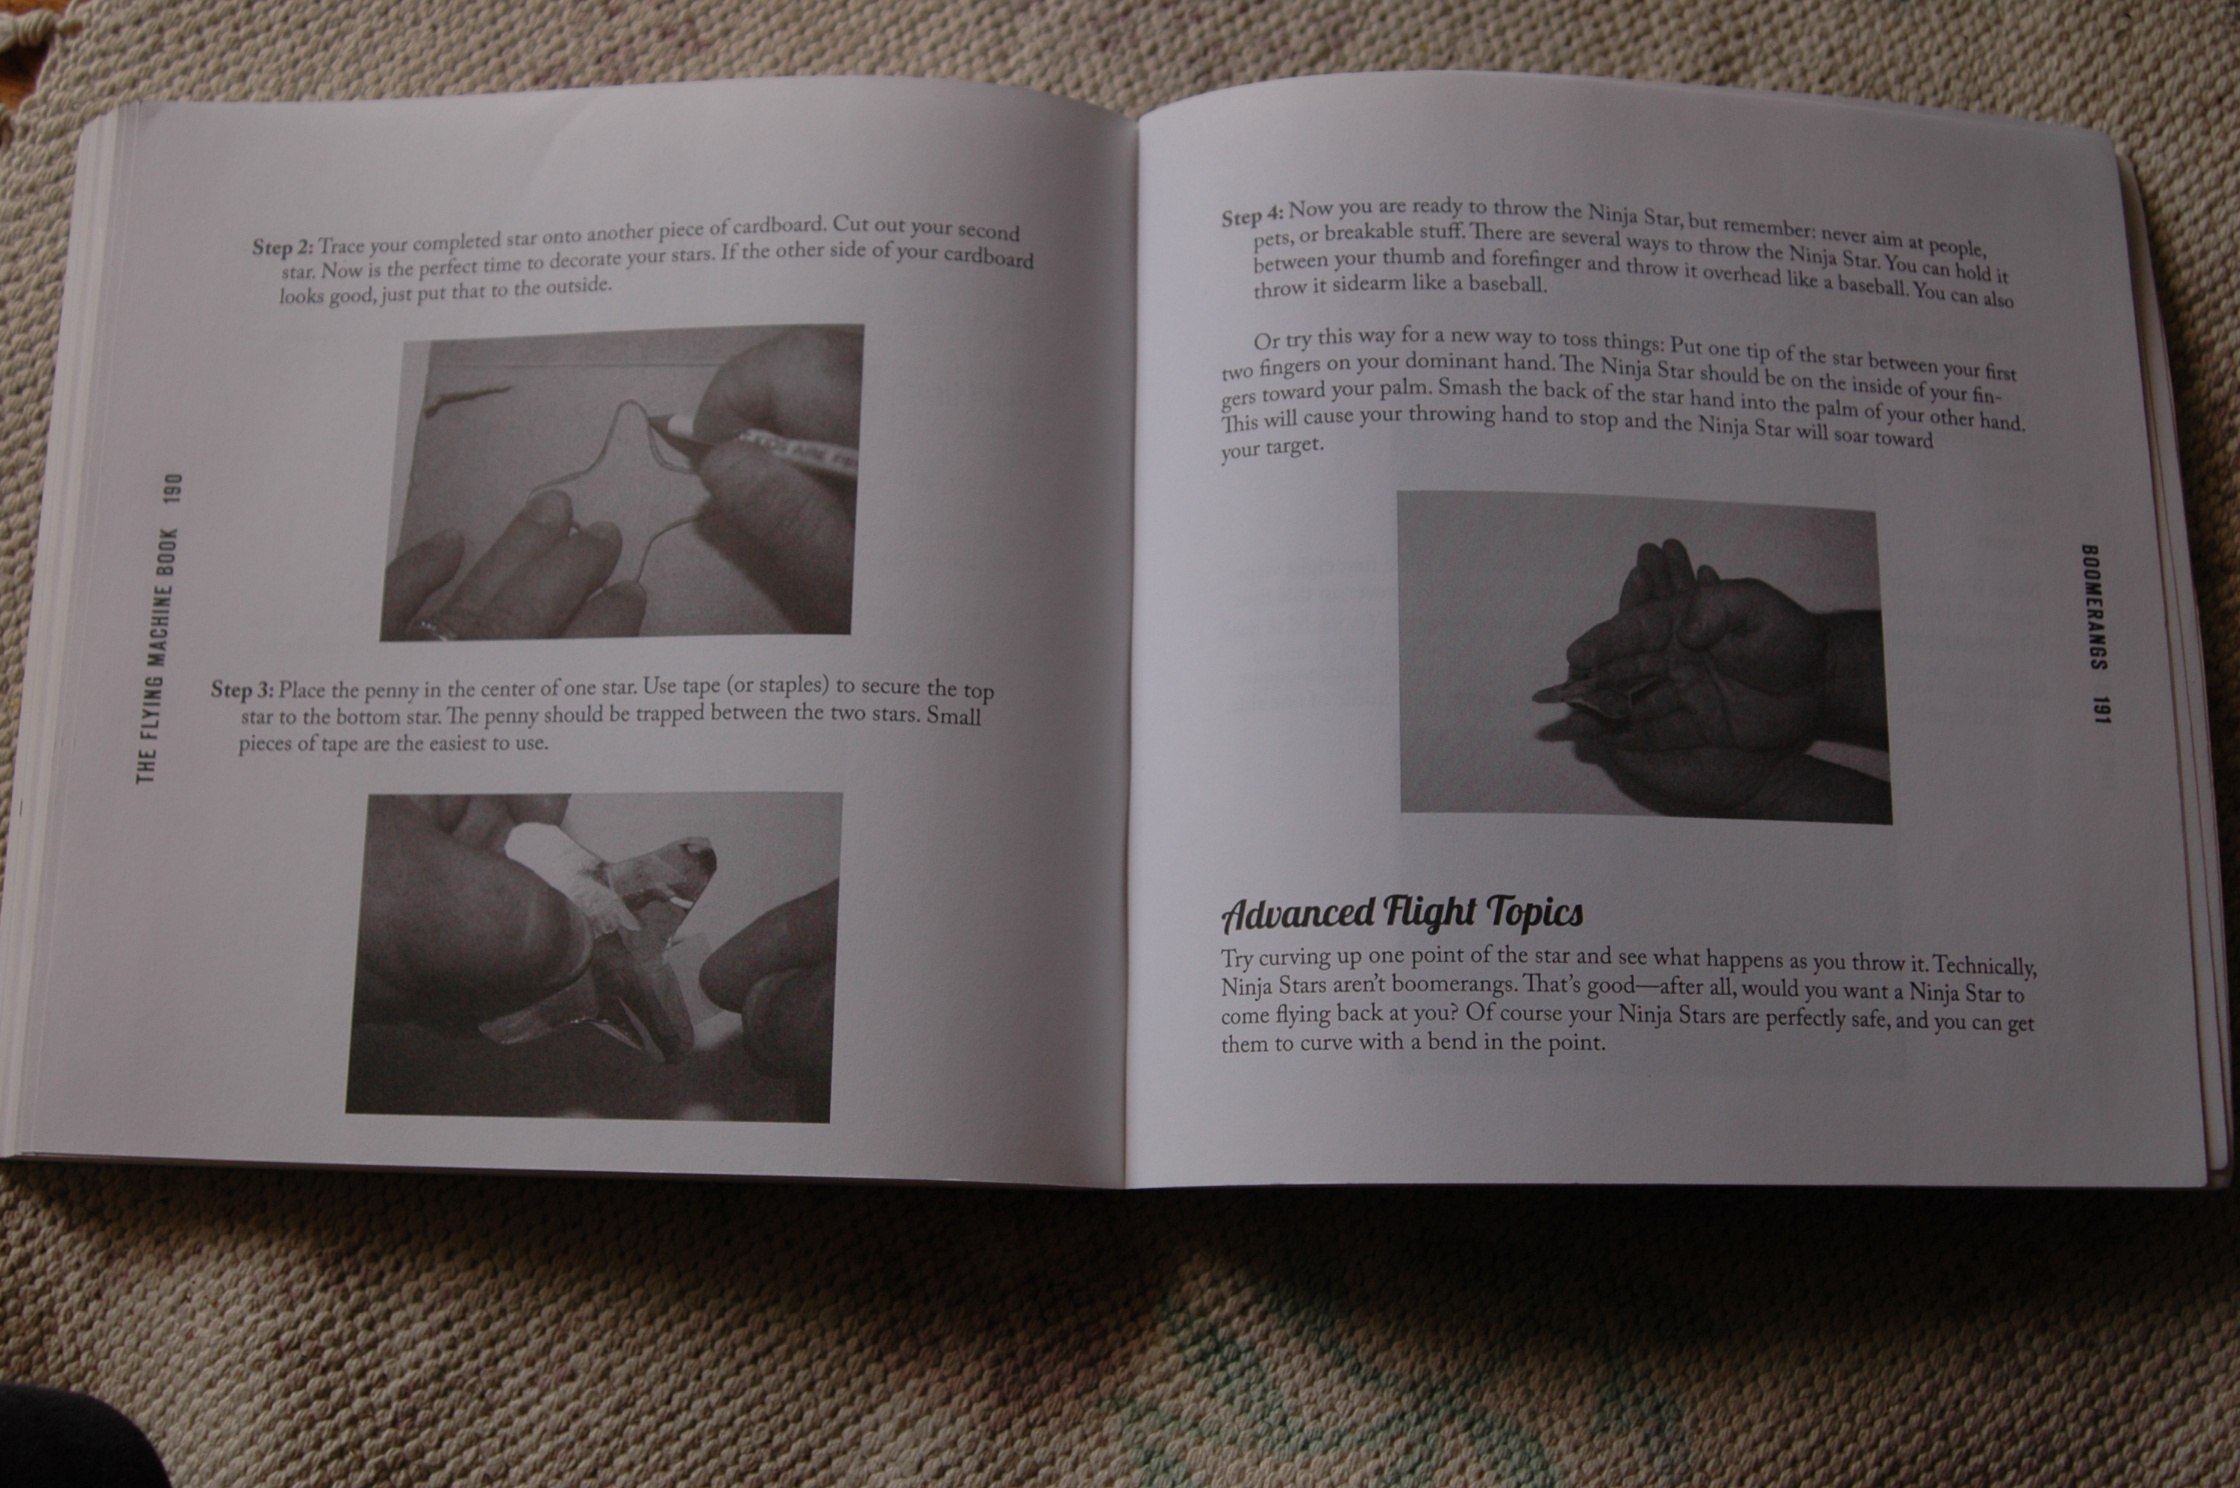 Step 2: Trace your completed star onto another piece of cardboard. Cut out your second
star. Now is the perfect time to decorate your stars. If the other side of your cardboard
looks good, just put that to the outside.
Step 3: Place the penny in the center of one star. Use tape (or staples) to secure the top
star to the bottom star. The penny should be trapped between the two stars. Small
pieces of tape are the easiest to use.
THE FLYING MACHINE BOOK 190
Step 4: Now you are ready to throw the Ninja Star, but remember: never aim at people,
pets, or breakable stuff. There are several ways to throw the Ninja Star. You can hold it
between your thumb and forefinger and throw it overhead like a baseball. You can also
throw it sidearm like a baseball.
Or try this way for a new way to toss things: Put one tip of the star between your first
two fingers on your dominant hand. The Ninja Star should be on the inside of your fin-
gers toward your palm. Smash the back of the star hand into the palm of your other hand.
This will cause your throwing hand to stop and the Ninja Star will soar toward
your target.
Advanced Flight Topics
Try curving up one point of the star and see what happens as you throw it. Technically,
Ninja Stars aren't boomerangs. That's good—after all, would you want a Ninja Star to
come flying back at you? Of course your Ninja Stars are perfectly safe, and you can get
them to curve with a bend in the point.
BOOMERANGS 191